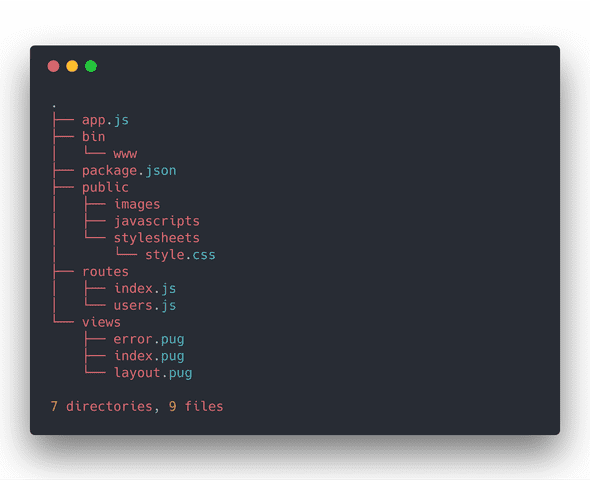 .
├── app.js
├── bin
│   └── www
├── package.json
├── public
│   ├── images
│   ├── javascripts
│   └── stylesheets
│       └── style.css
├── routes
│   ├── index.js
│   └── users.js
└── views
    ├── error.pug
    ├── index.pug
    └── layout.pug

7 directories, 9 files